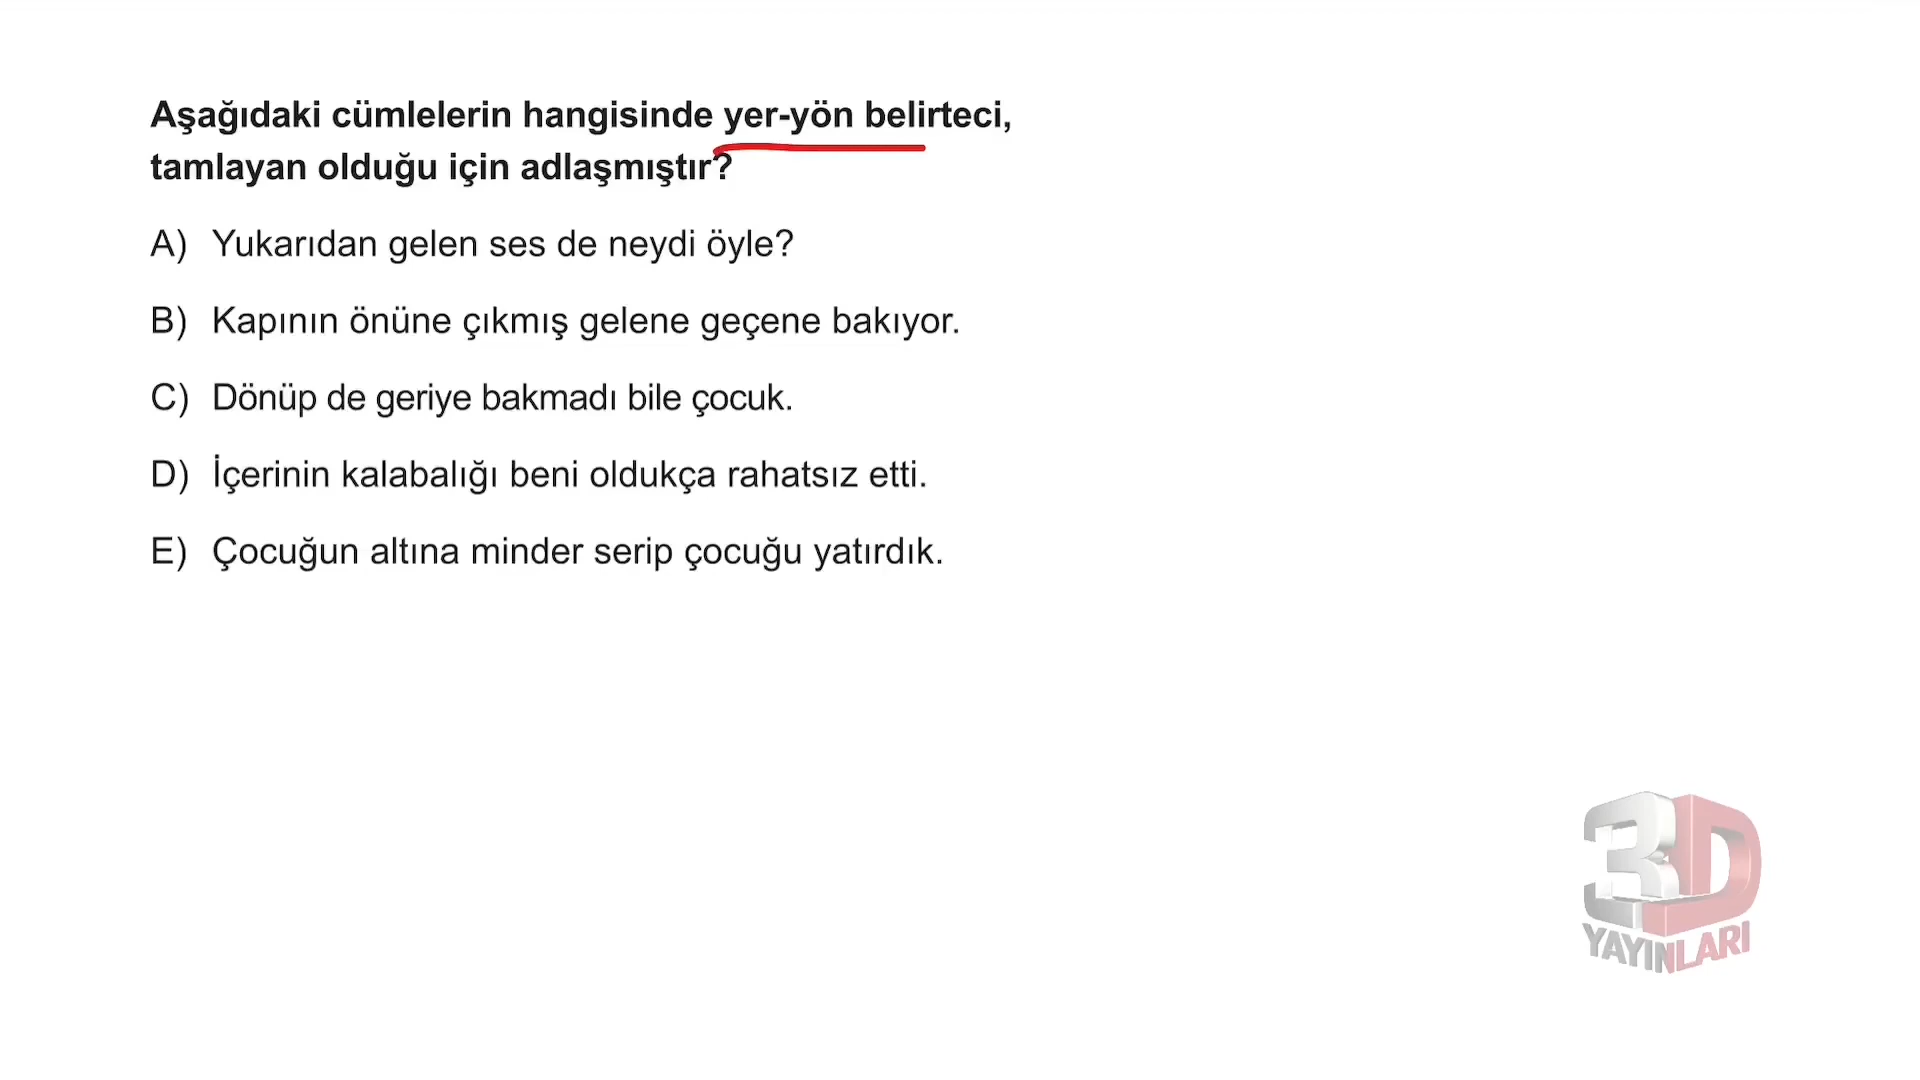 Aşağıdaki cümlelerin hangisinde yer-yön belirteci,
tamlayan olduğu için adlaşmıştır?
A) Yukarıdan gelen ses de neydi öyle?
B) Kapının önüne çıkmış gelene geçene bakıyor.
C) Dönüp de geriye bakmadı bile çocuk.
D) İçerinin kalabalığı beni oldukça rahatsız etti.
E) Çocuğun altına minder serip çocuğu yatırdık.
3D
YAYINLARI